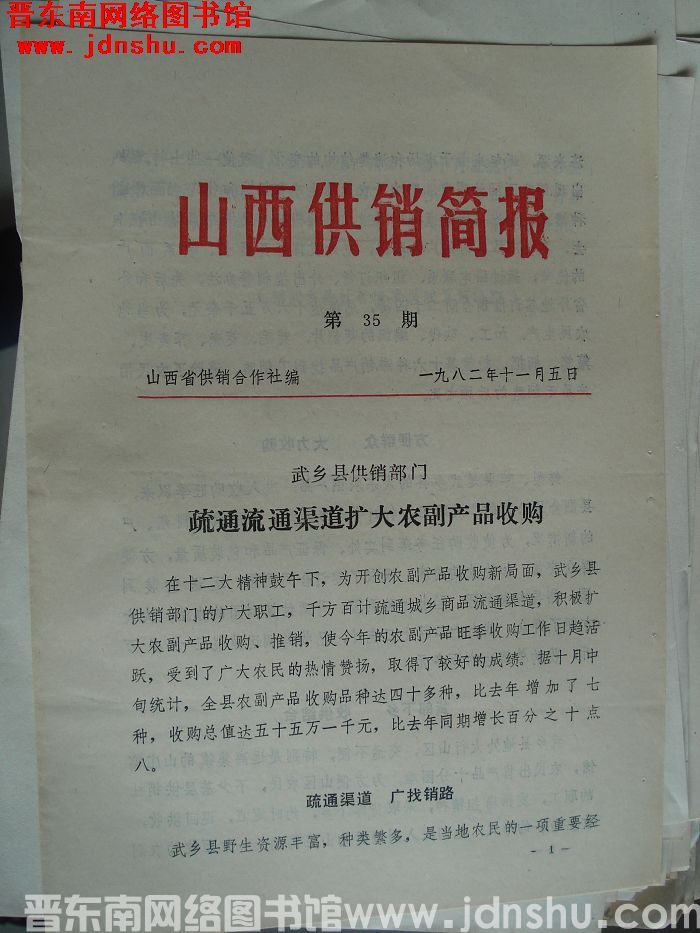 晋东南网络图书馆
www.jdnshu.com
山西供销简报
第 35 期
山西省供销合作社编 一九八二年十一月五日
武乡县供销部门
疏通流通渠道扩大农副产品收购
在十二大精神鼓午下，为开创农副产品收购新局面，武乡县
供销部门的广大职工，千方百计疏通城乡商品流通渠道，积极扩
大农副产品收购、推销，使今年的农副产品旺季收购工作日趋活
跃，受到了广大农民的热情赞扬，取得了较好的成绩。据十月中
旬统计，全县农副产品收购品种达四十多种，比去年增加了七
种，收购总值达五十五万一千元，比去年同期增长百分之十点
八。
疏通渠道 广找销路
武乡县野生资源丰富，种类繁多，是当地农民的一项重要经
-1-
晋东南网络图书馆www.jdnshu.com